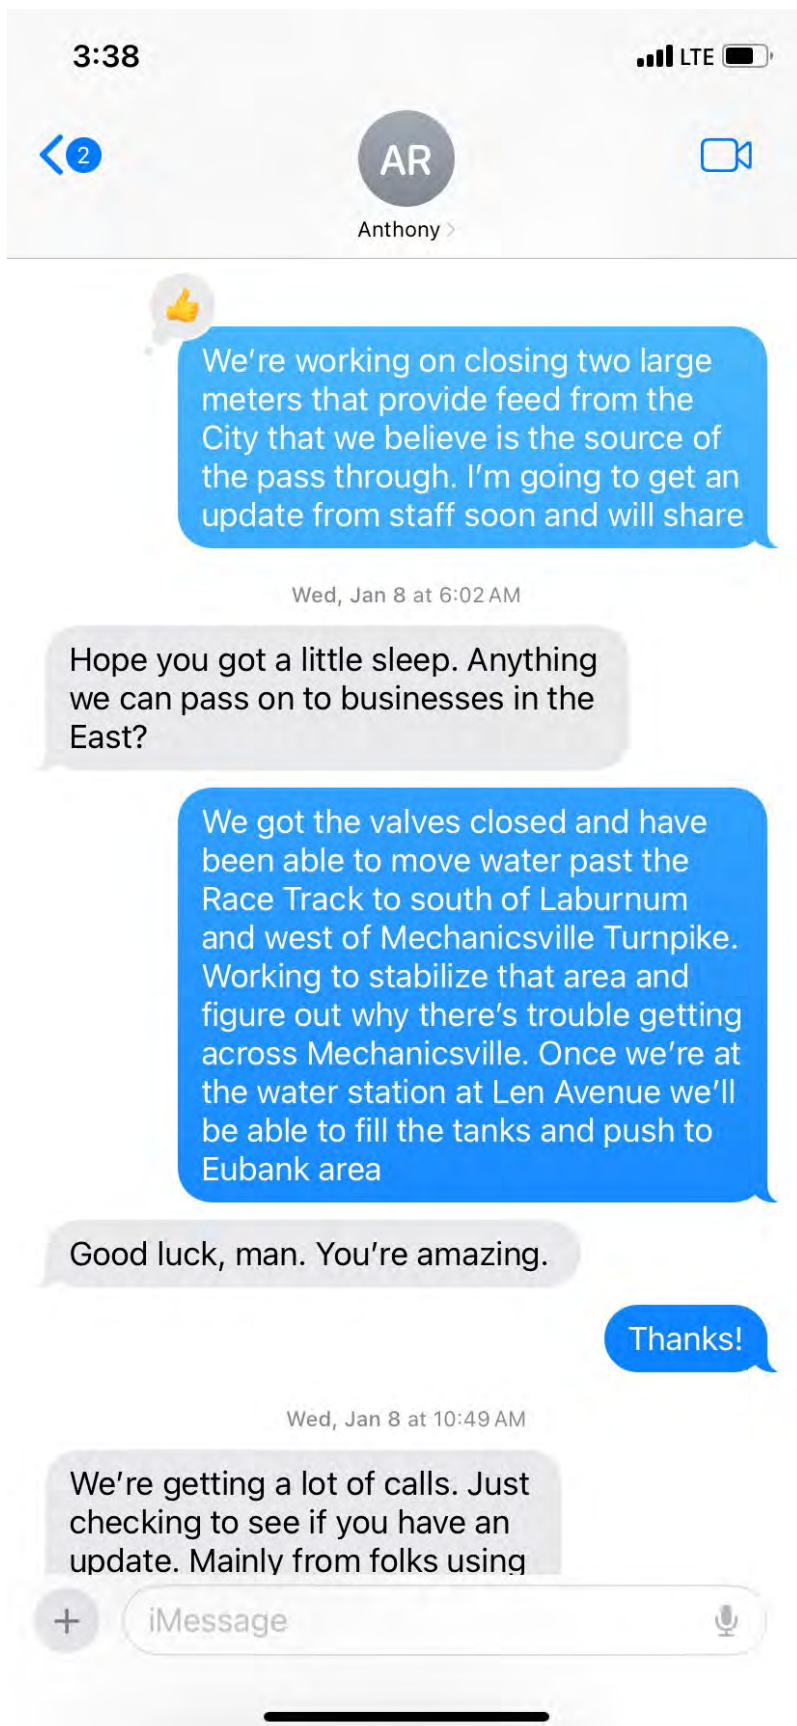 3:38
LTE
2
AR
Anthony
We're working on closing two large
meters that provide feed from the
City that we believe is the source of
the pass through. I'm going to get an
update from staff soon and will share
Wed, Jan 8 at 6:02 AM
Hope you got a little sleep. Anything
we can pass on to businesses in the
East?
We got the valves closed and have
been able to move water past the
Race Track to south of Laburnum
and west of Mechanicsville Turnpike.
Working to stabilize that area and
figure out why there's trouble getting
across Mechanicsville. Once we're at
the water station at Len Avenue we'll
be able to fill the tanks and push to
Eubank area
Good luck, man. You're amazing.
Thanks!
Wed, Jan 8 at 10:49 AM
We're getting a lot of calls. Just
checking to see if you have an
update. Mainly from folks using
iMessage